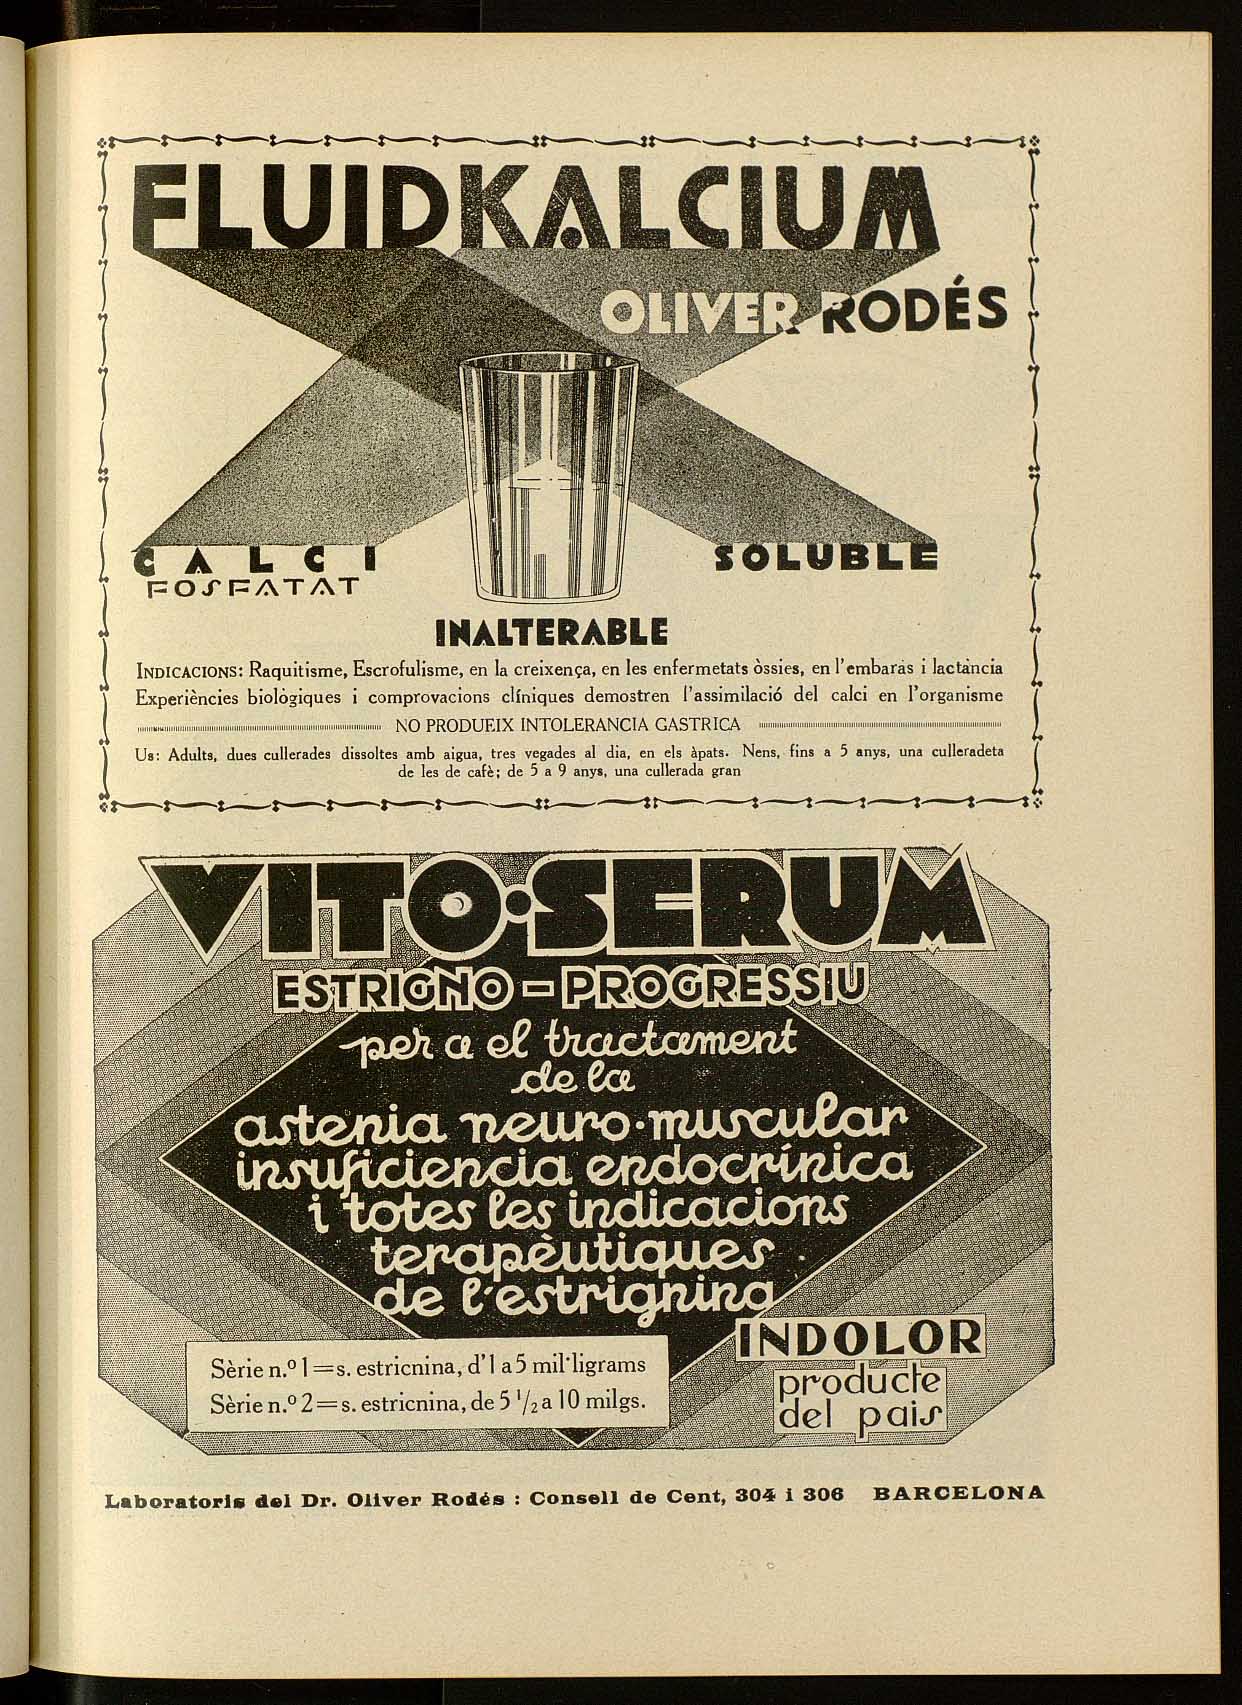 FLUIDKALCIUM
OLIVER RODÉS
CALCI
FOSFATAT
SOLUBLE
INALTERABLE
INDICACIONS: Raquitisme, Escrofulisme, en la creixença, en les enfermetats òssies, en l'embaràs i lactància
Experiències biològiques i comprovacions clíniques demostren l'assimilació del calci en l'organisme
NO PRODUEIX INTOLERANCIA GASTRICA
Us: Adults, dues cullerades dissoltes amb aigua, tres vegades al dia, en els àpats. Nens, fins a 5 anys, una culleradeta
de les de cafè; de 5 a 9 anys, una cullerada gran
VITO·SERUM
ESTRIGNO-PROGRESSIU
per a el tractament
de la
astenia neuro-muscular
insuficiencia endocrínica
i totes les indicacions
terapèutiques
de l'estrignina
Sèrie n.º 1=s. estricnina, d'1 a 5 mil·ligrams
Sèrie n.º 2=s. estricnina, de 5 1/2 a 10 milgs.
INDOLOR
producte
del pais
Laboratoris del Dr. Oliver Rodés : Consell de Cent, 304 i 306 BARCELONA